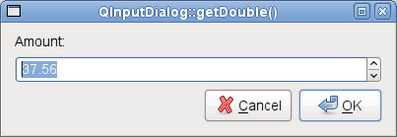 QInputDialog::getDouble()
Amount:
37.56
Cancel OK